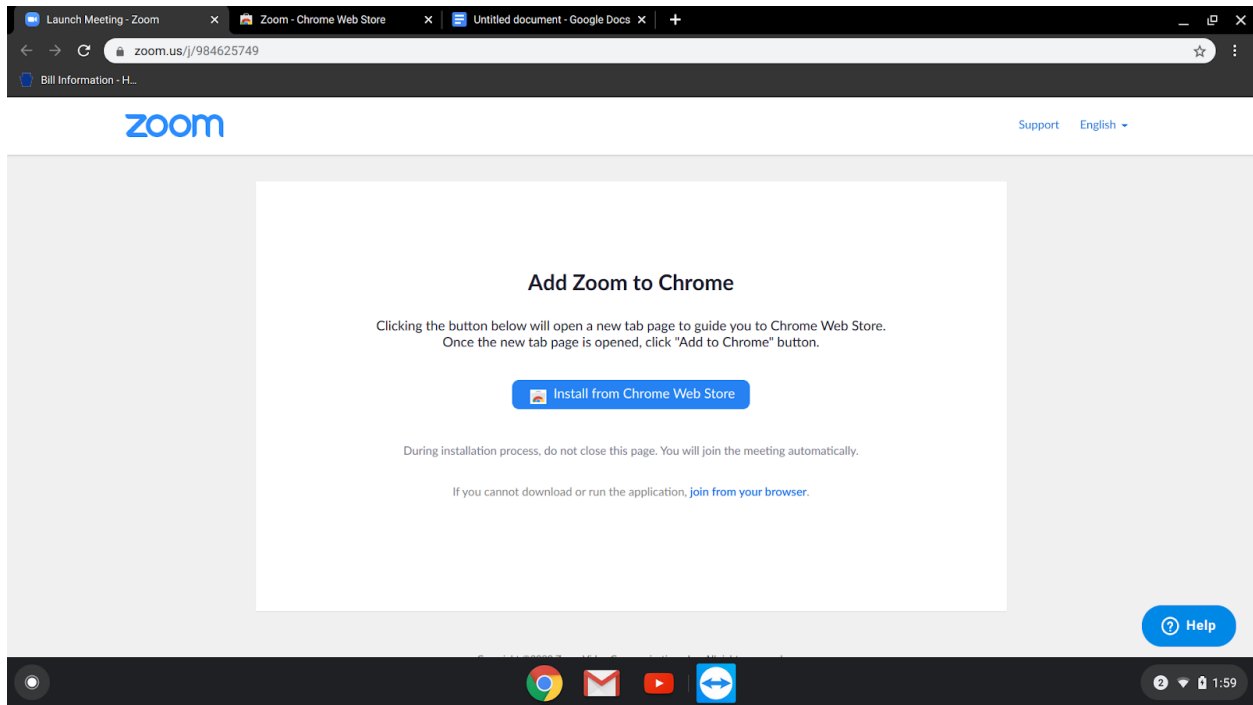 Launch Meeting - Zoom
Zoom - Chrome Web Store
Untitled document - Google Docs
zoom.us/j/984625749
Bill Information - H...
zoom
Support English
Add Zoom to Chrome
Clicking the button below will open a new tab page to guide you to Chrome Web Store.
Once the new tab page is opened, click "Add to Chrome" button.
Install from Chrome Web Store
During installation process, do not close this page. You will join the meeting automatically.
If you cannot download or run the application, join from your browser.
Help
2 1:59